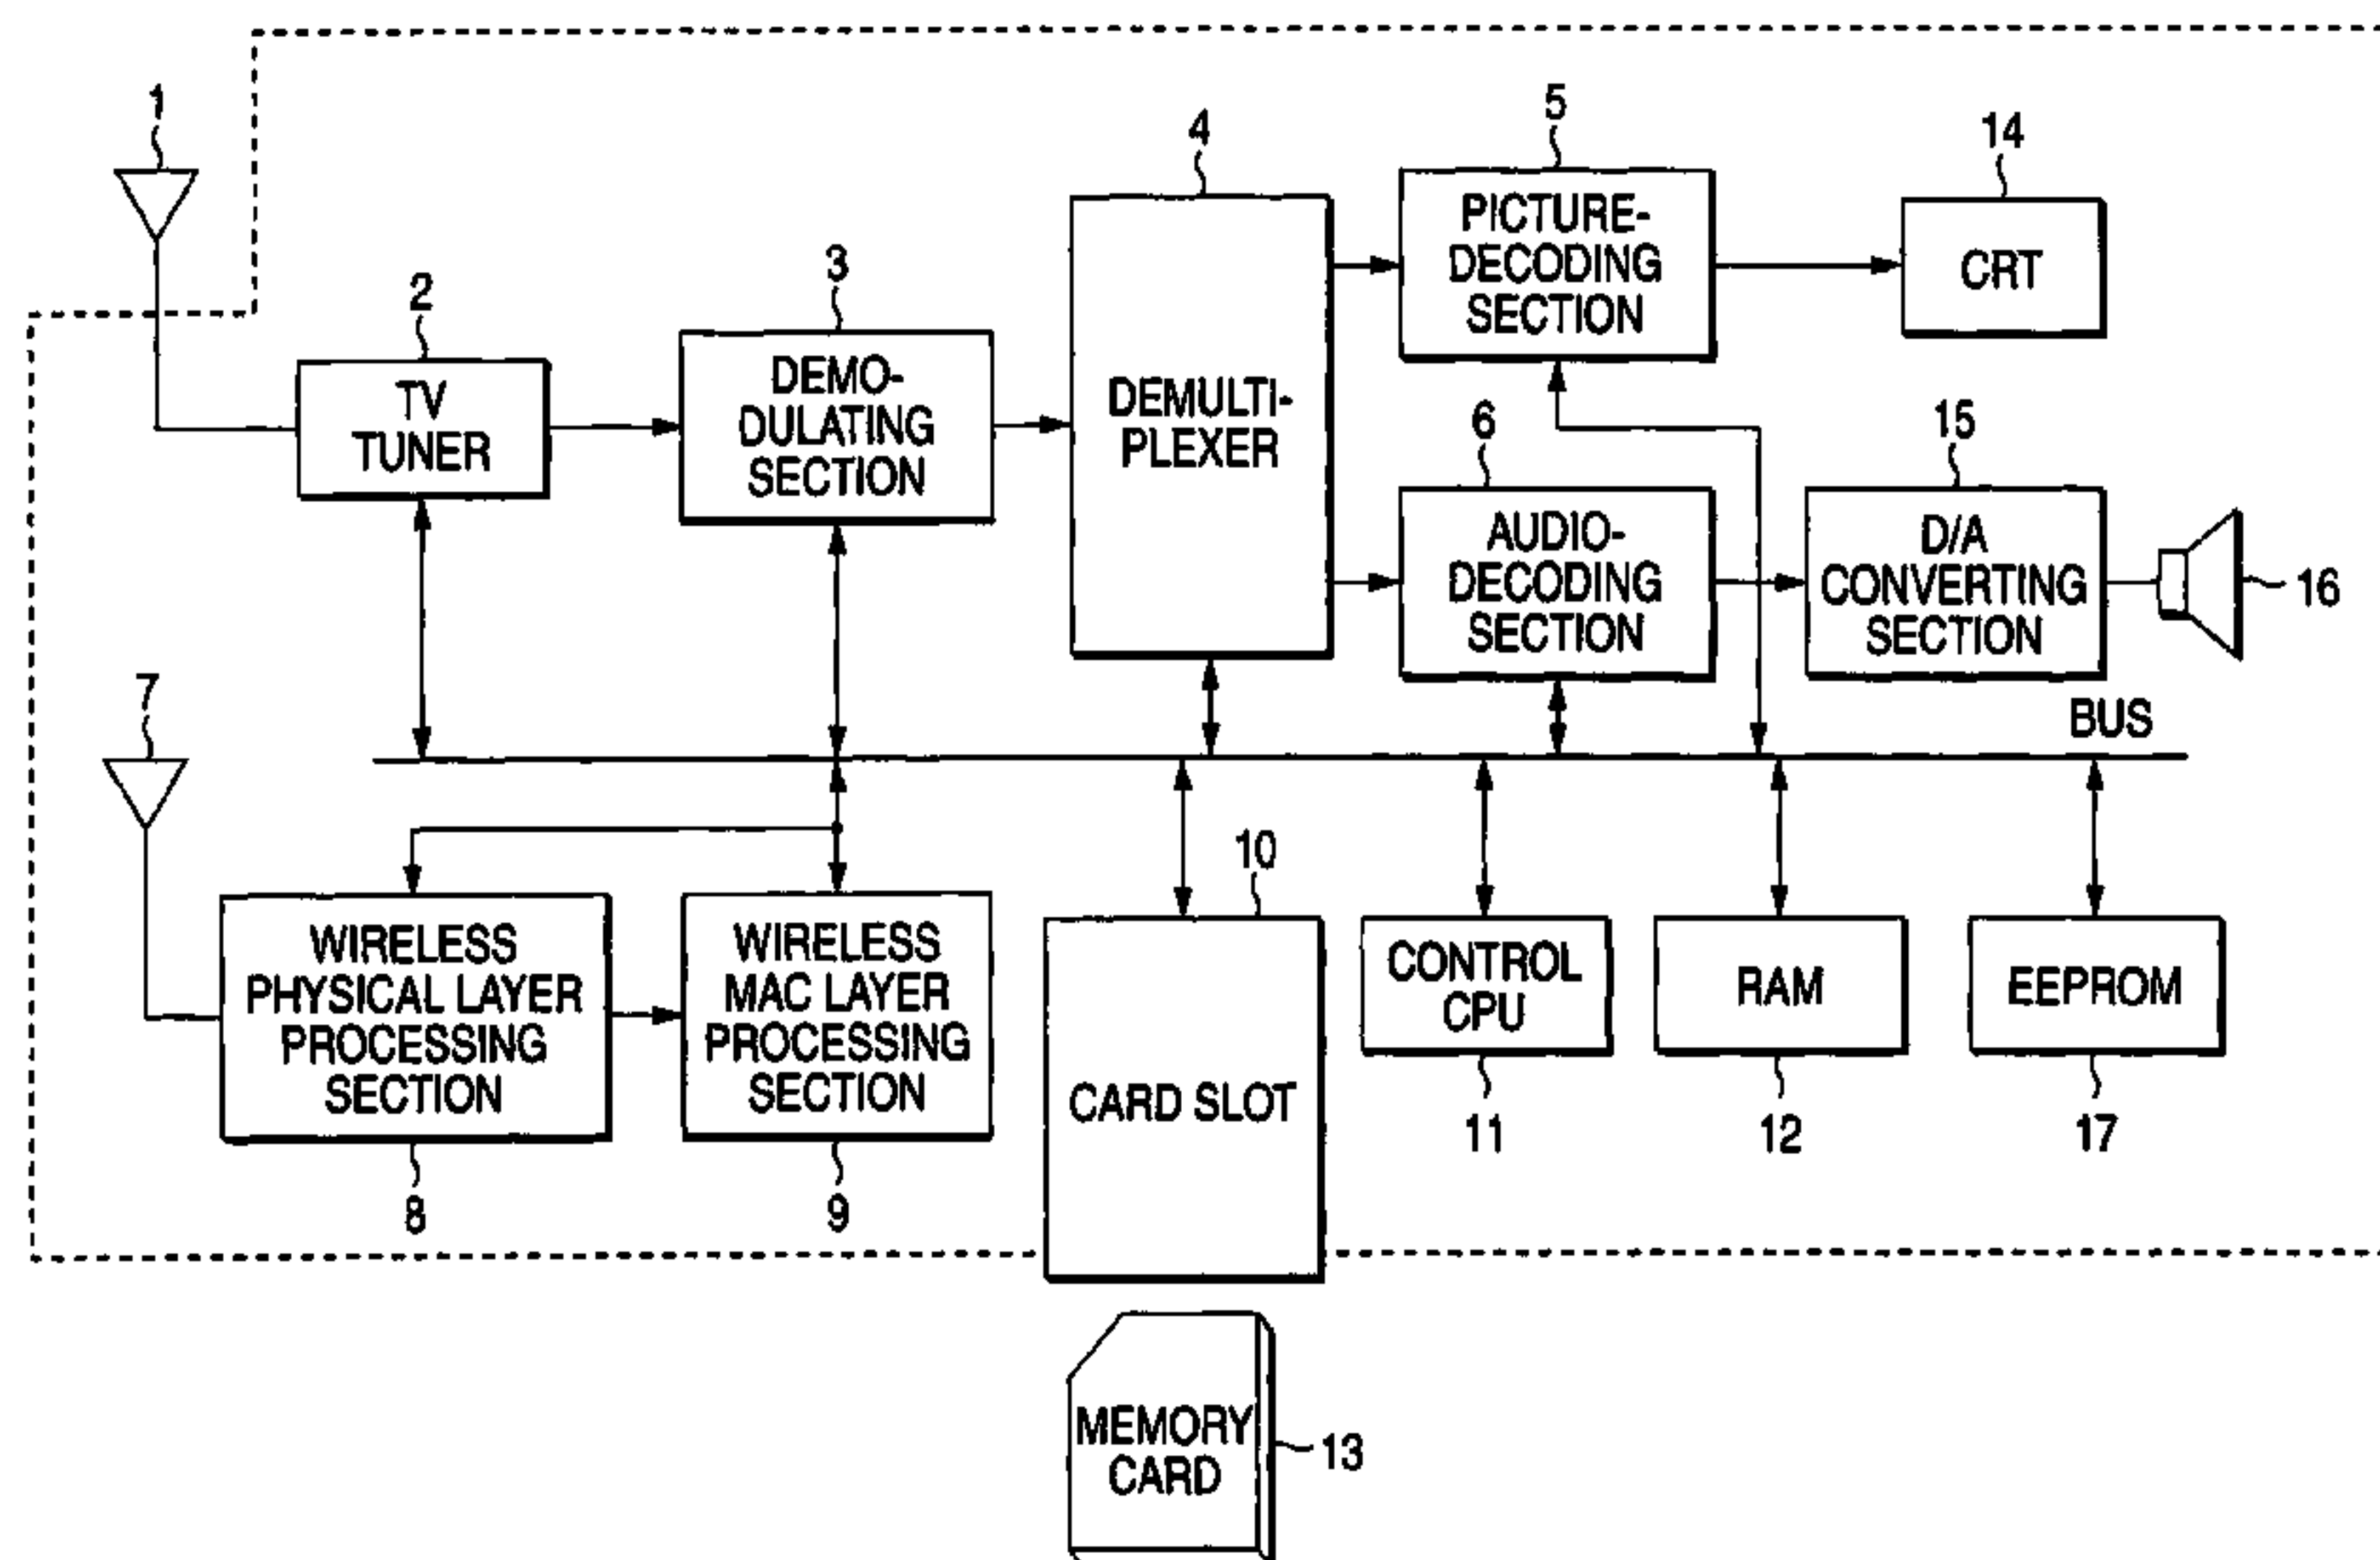 1
2
TV
TUNER
3
DEMO-
DULATING
SECTION
4
DEMULTI-
PLEXER
5
PICTURE-
DECODING
SECTION
14
CRT
6
AUDIO-
DECODING
SECTION
15
D/A
CONVERTING
SECTION
16
BUS
7
WIRELESS
PHYSICAL LAYER
PROCESSING
SECTION
8
WIRELESS
MAC LAYER
PROCESSING
SECTION
9
10
CARD SLOT
CONTROL
CPU
11
RAM
12
EEPROM
17
MEMORY
CARD
13